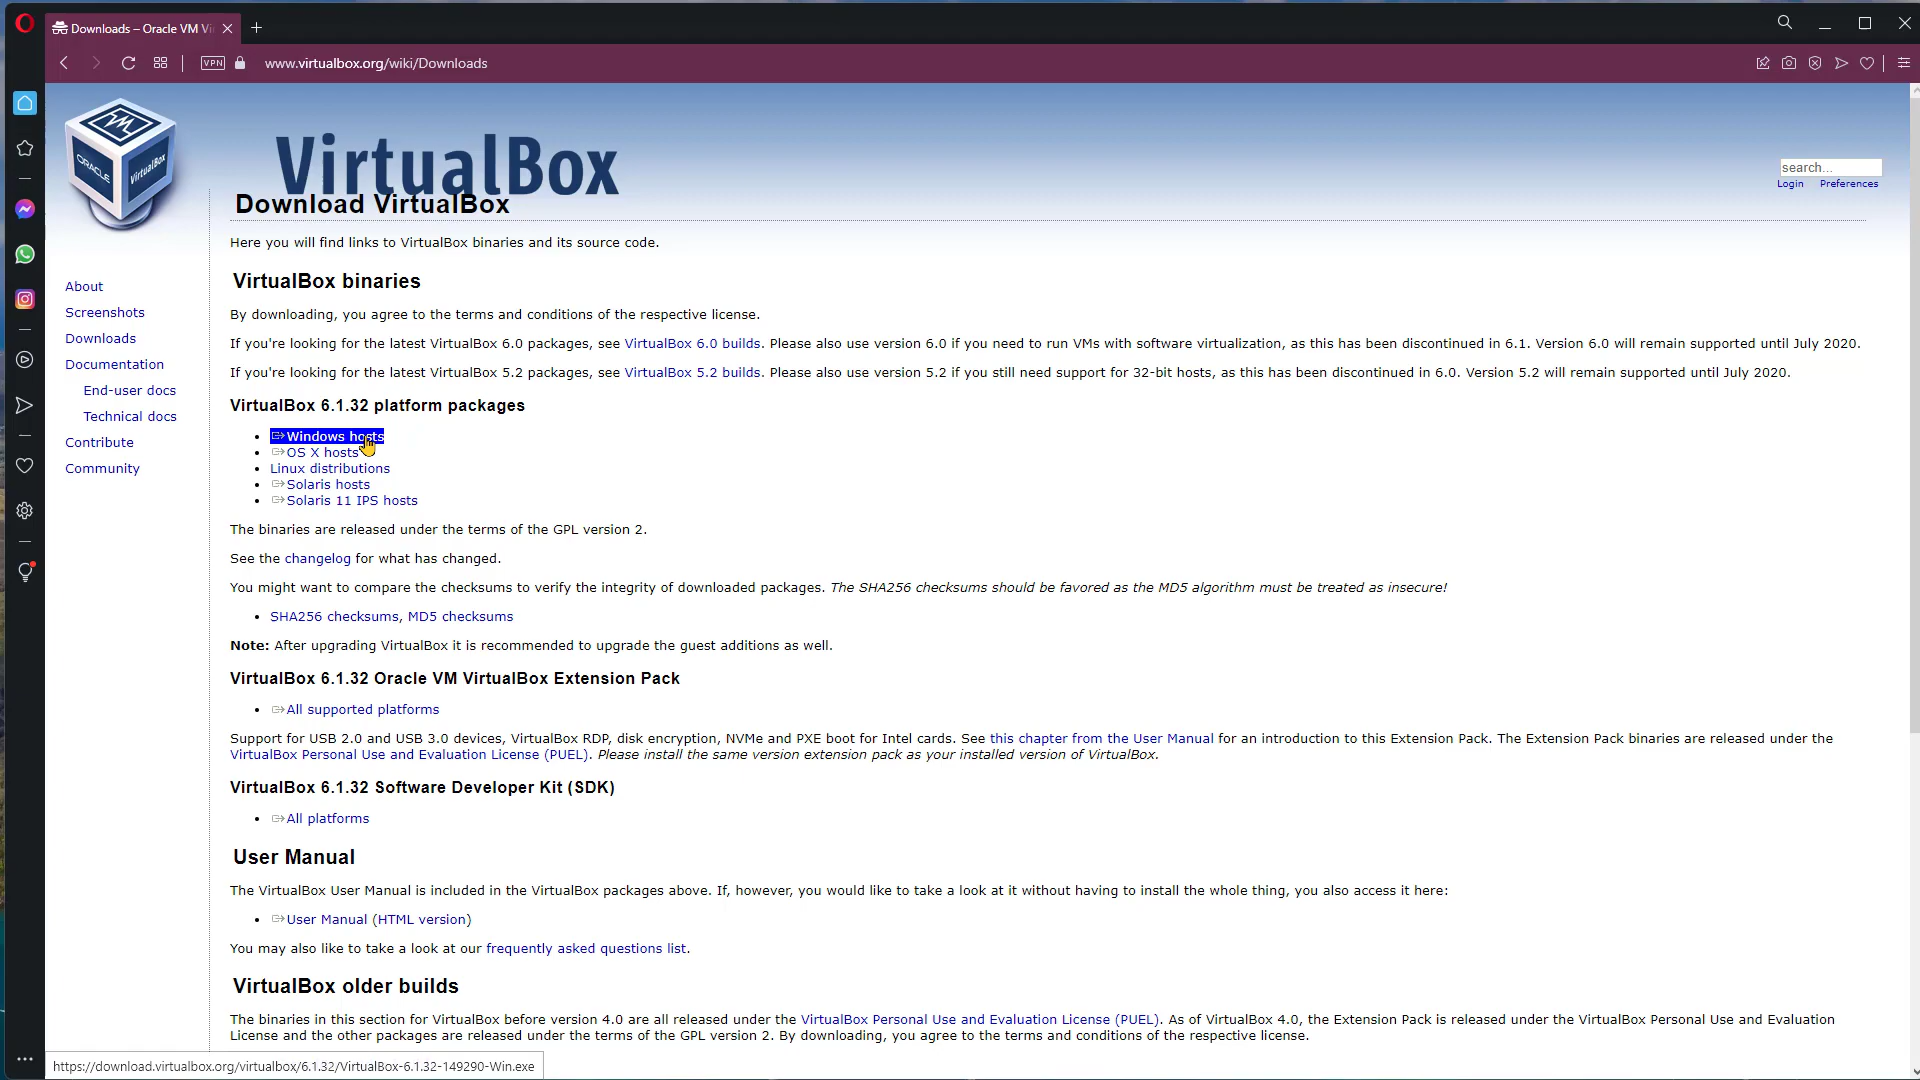 Downloads – Oracle VM Vi
VPN
www.virtualbox.org/wiki/Downloads
ORACLE
VirtualBox
VirtualBox
search...
Login Preferences
Download VirtualBox
Here you will find links to VirtualBox binaries and its source code.
About
Screenshots
Downloads
Documentation
End-user docs
Technical docs
Contribute
Community
VirtualBox binaries
By downloading, you agree to the terms and conditions of the respective license.
If you're looking for the latest VirtualBox 6.0 packages, see VirtualBox 6.0 builds. Please also use version 6.0 if you need to run VMs with software virtualization, as this has been discontinued in 6.1. Version 6.0 will remain supported until July 2020.
If you're looking for the latest VirtualBox 5.2 packages, see VirtualBox 5.2 builds. Please also use version 5.2 if you still need support for 32-bit hosts, as this has been discontinued in 6.0. Version 5.2 will remain supported until July 2020.
VirtualBox 6.1.32 platform packages
• Windows hosts
• OS X hosts
• Linux distributions
• Solaris hosts
• Solaris 11 IPS hosts
The binaries are released under the terms of the GPL version 2.
See the changelog for what has changed.
You might want to compare the checksums to verify the integrity of downloaded packages. The SHA256 checksums should be favored as the MD5 algorithm must be treated as insecure!
• SHA256 checksums, MD5 checksums
Note: After upgrading VirtualBox it is recommended to upgrade the guest additions as well.
VirtualBox 6.1.32 Oracle VM VirtualBox Extension Pack
• All supported platforms
Support for USB 2.0 and USB 3.0 devices, VirtualBox RDP, disk encryption, NVMe and PXE boot for Intel cards. See this chapter from the User Manual for an introduction to this Extension Pack. The Extension Pack binaries are released under the
VirtualBox Personal Use and Evaluation License (PUEL). Please install the same version extension pack as your installed version of VirtualBox.
VirtualBox 6.1.32 Software Developer Kit (SDK)
• All platforms
User Manual
The VirtualBox User Manual is included in the VirtualBox packages above. If, however, you would like to take a look at it without having to install the whole thing, you also access it here:
• User Manual (HTML version)
You may also like to take a look at our frequently asked questions list.
VirtualBox older builds
The binaries in this section for VirtualBox before version 4.0 are all released under the VirtualBox Personal Use and Evaluation License (PUEL). As of VirtualBox 4.0, the Extension Pack is released under the VirtualBox Personal Use and Evaluation
License and the other packages are released under the terms of the GPL version 2. By downloading, you agree to the terms and conditions of the respective license.
https://download.virtualbox.org/virtualbox/6.1.32/VirtualBox-6.1.32-149290-Win.exe